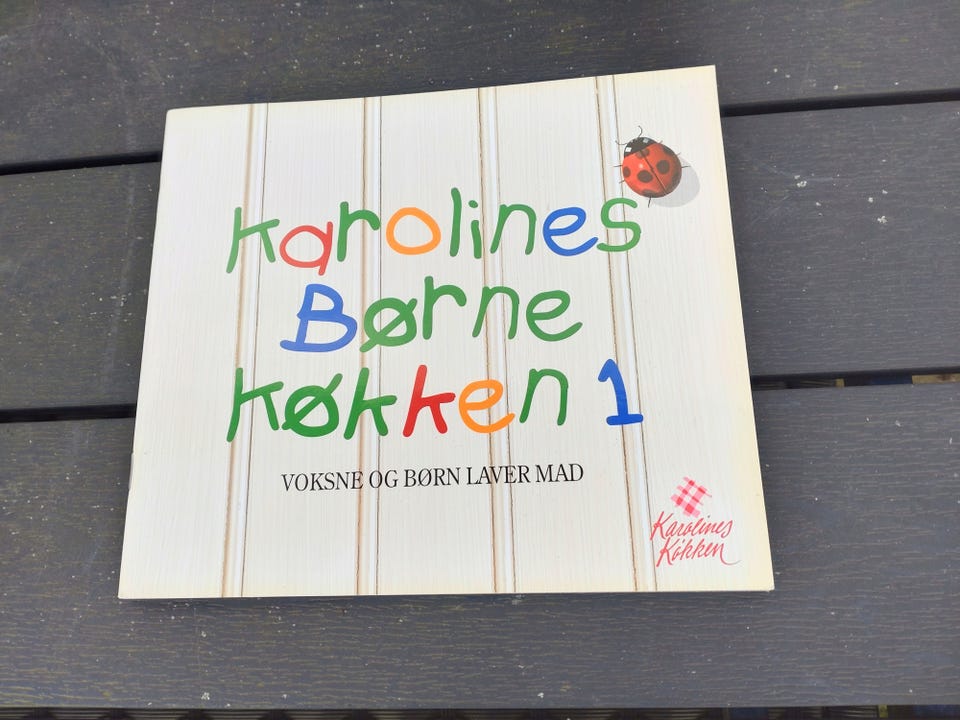 karolines
Børne
køkken 1
VOKSNE OG BØRN LAVER MAD
Karolines
Køkken